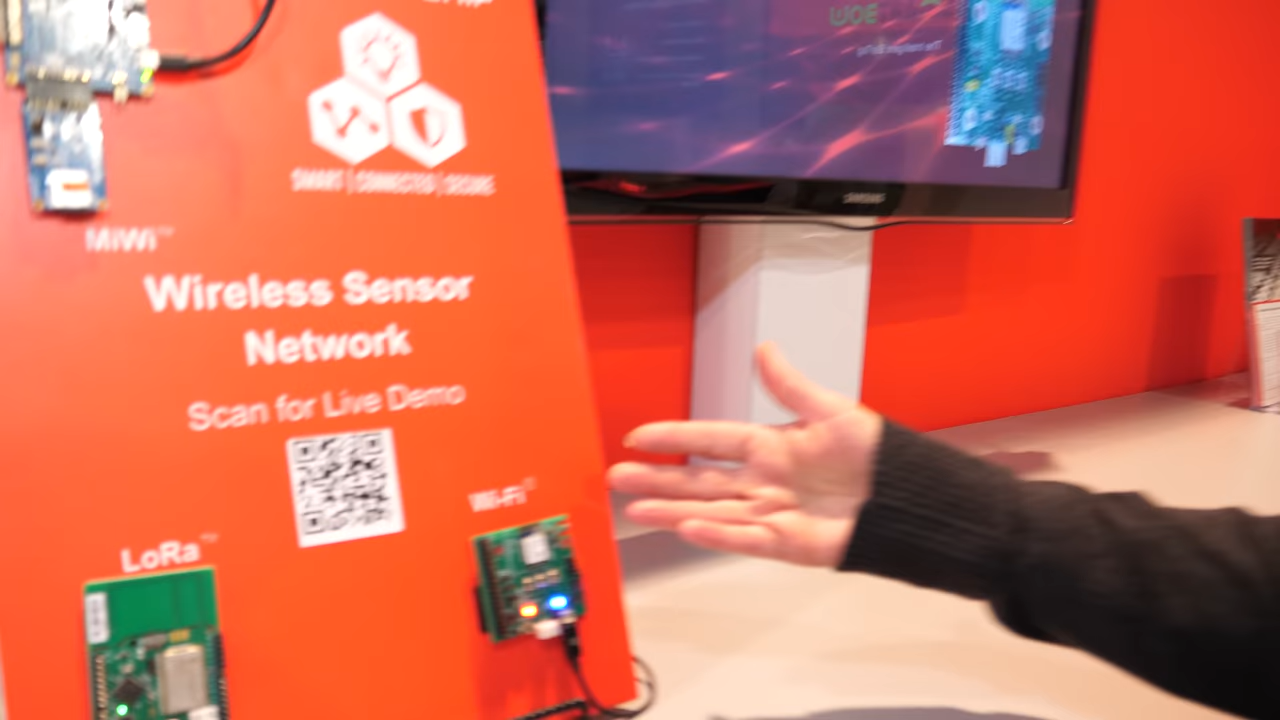 SMART | CONNECTED | SECURE
MiWi™
Wireless Sensor
Network
Scan for Live Demo
Wi-Fi
LoRa™
SAMSUNG